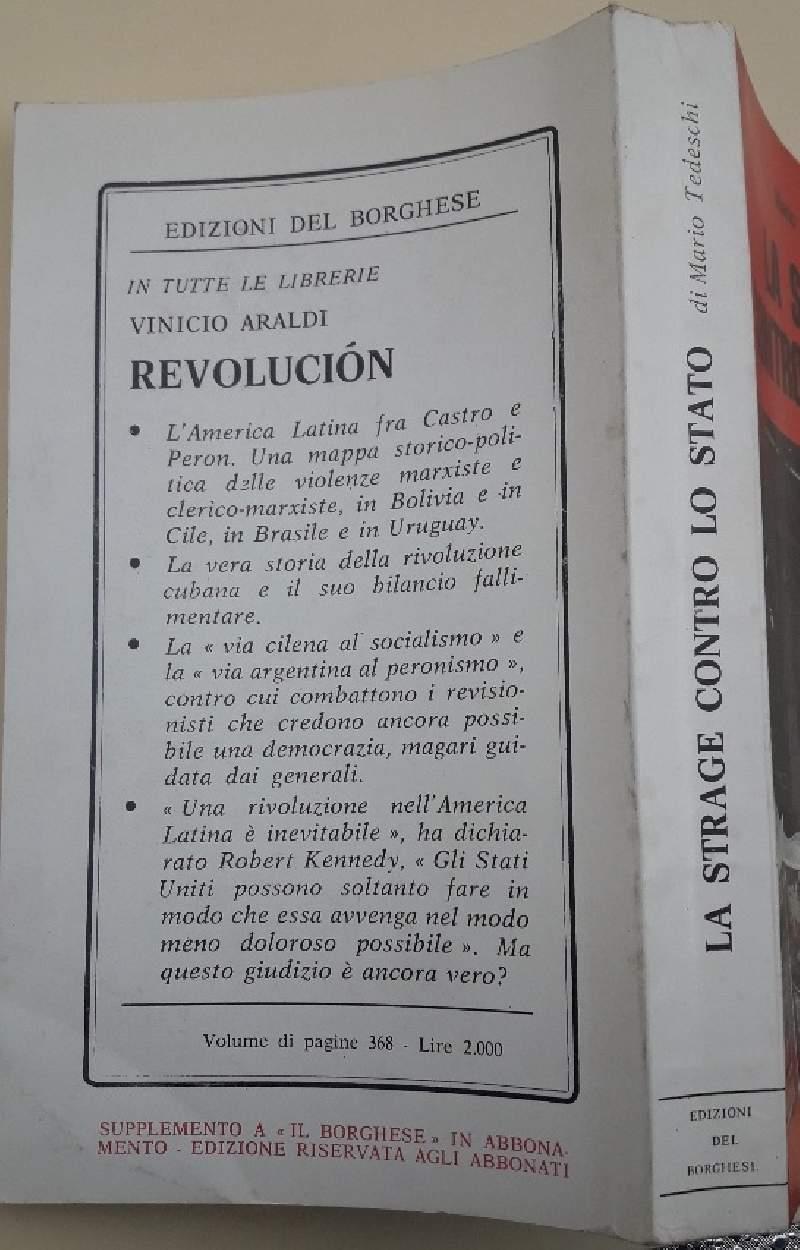 EDIZIONI DEL BORGHESE
IN TUTTE LE LIBRERIE
VINICIO ARALDI
REVOLUCIÓN
• L'America Latina fra Castro e
Peron. Una mappa storico-poli-
tica delle violenze marxiste e
clerico-marxiste, in Bolivia e in
Cile, in Brasile e in Uruguay.
• La vera storia della rivoluzione
cubana e il suo bilancio falli-
mentare.
• La « via cilena al socialismo » e
la « via argentina al peronismo »,
contro cui combattono i revisio-
nisti che credono ancora possi-
bile una democrazia, magari gui-
data dai generali.
• « Una rivoluzione nell'America
Latina è inevitabile », ha dichia-
rato Robert Kennedy, « Gli Stati
Uniti possono soltanto fare in
modo che essa avvenga nel modo
meno doloroso possibile ». Ma
questo giudizio è ancora vero?
Volume di pagine 368 - Lire 2.000
SUPPLEMENTO A « IL BORGHESE » IN ABBONA-
MENTO - EDIZIONE RISERVATA AGLI ABBONATI
LA STRAGE CONTRO LO STATO di Mario Tedeschi
EDIZIONI
DEL
BORGHESE
LA S